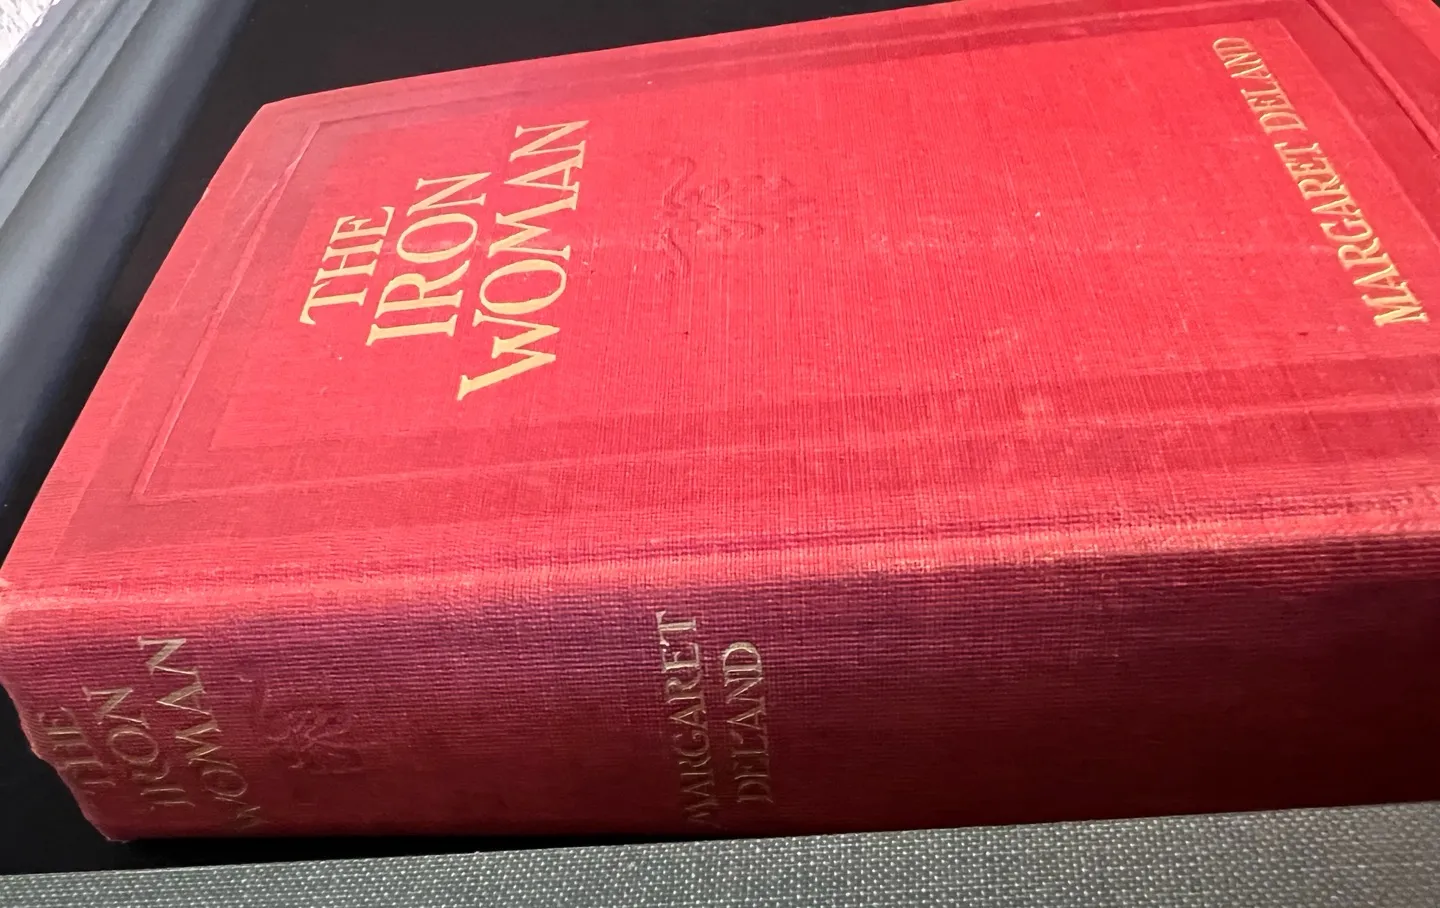 THE
IRON
WOMAN
MARGARET DELAND
THE
IRON
WOMAN
MARGARET
DELAND